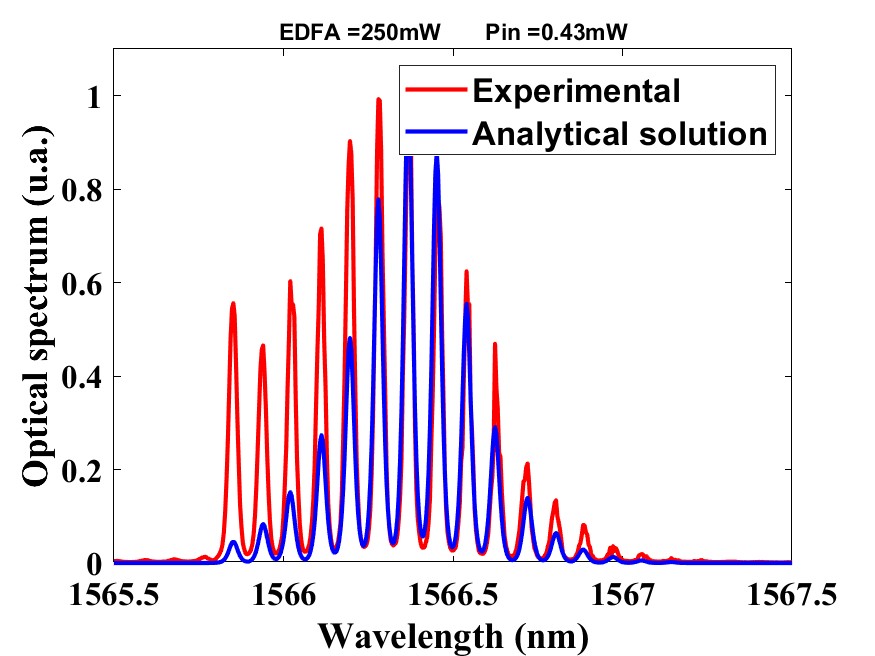 EDFA =250mW Pin =0.43mW
Experimental
Analytical solution
Optical spectrum (u.a.)
1
0.8
0.6
0.4
0.2
0
1565.5 1566 1566.5 1567 1567.5
Wavelength (nm)